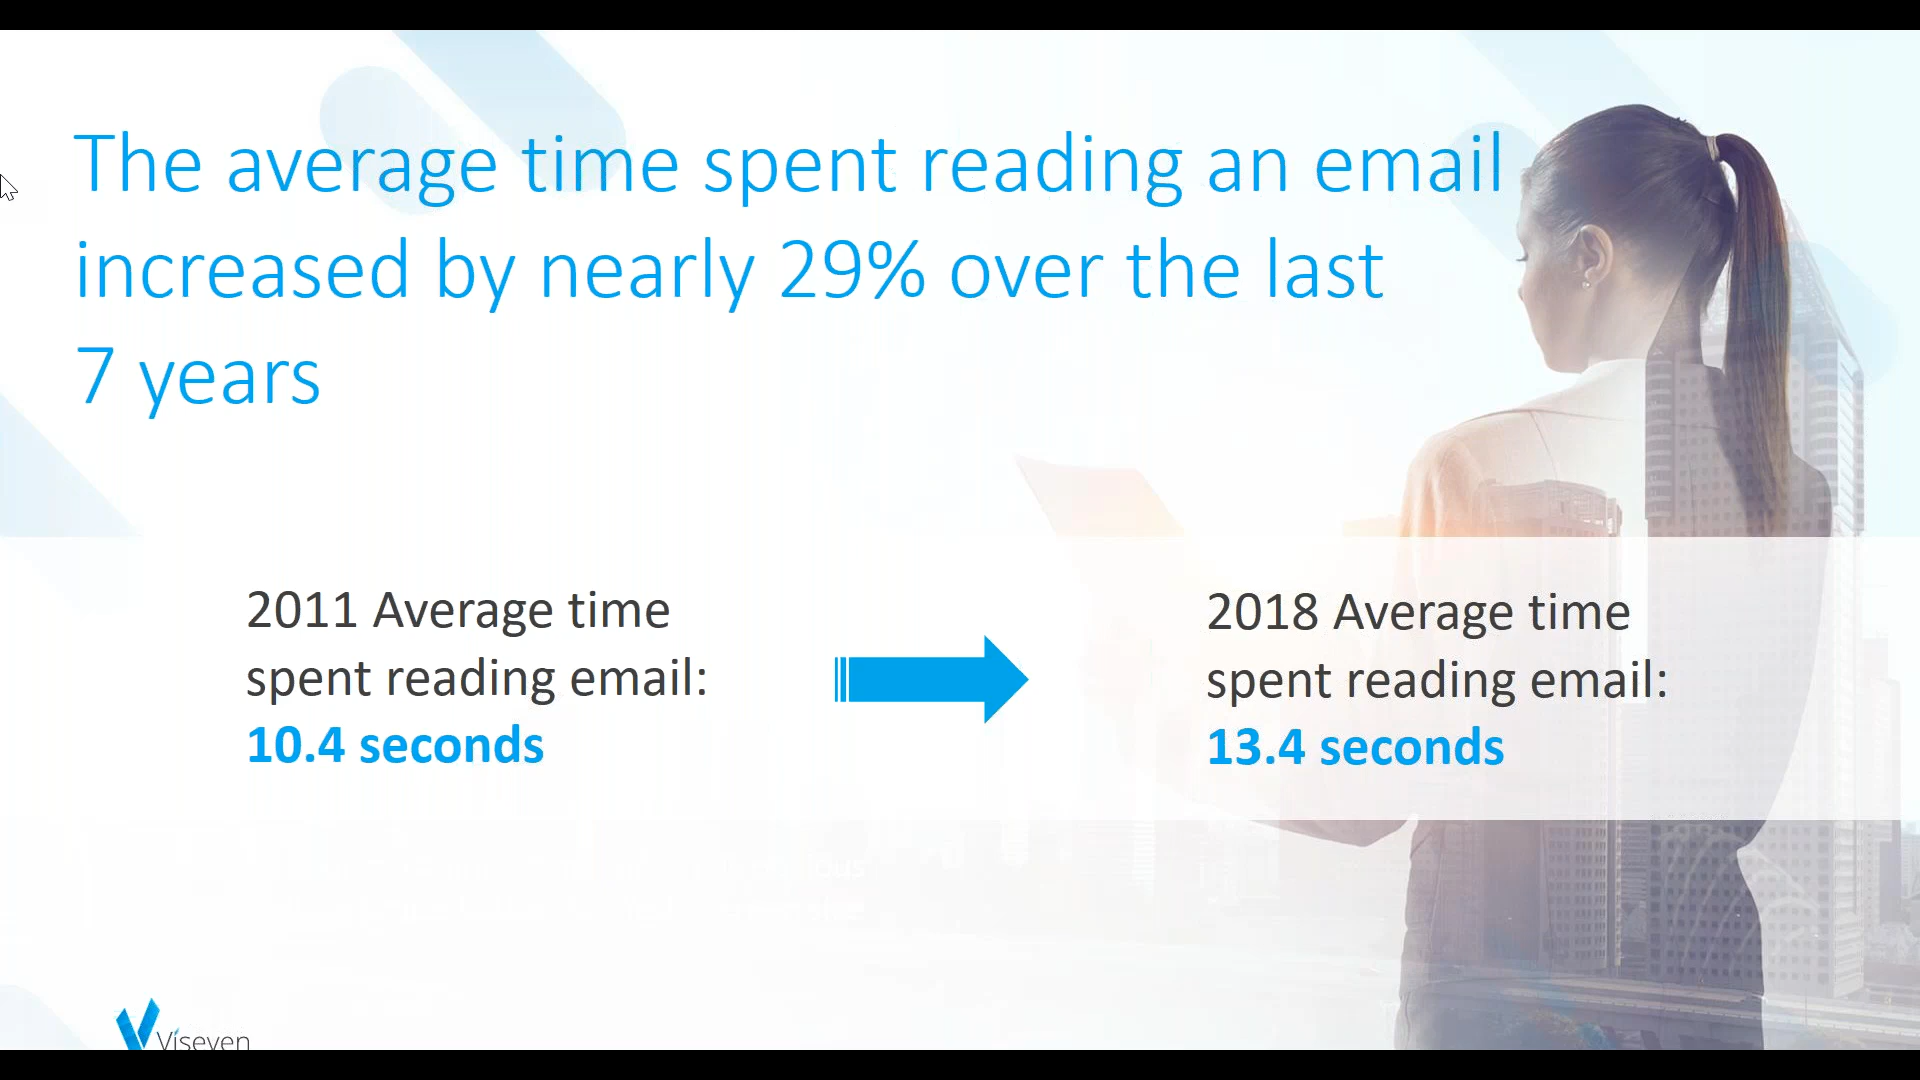 The average time spent reading an email
increased by nearly 29% over the last
7 years
2011 Average time
spent reading email:
10.4 seconds
2018 Average time
spent reading email:
13.4 seconds
Viseven